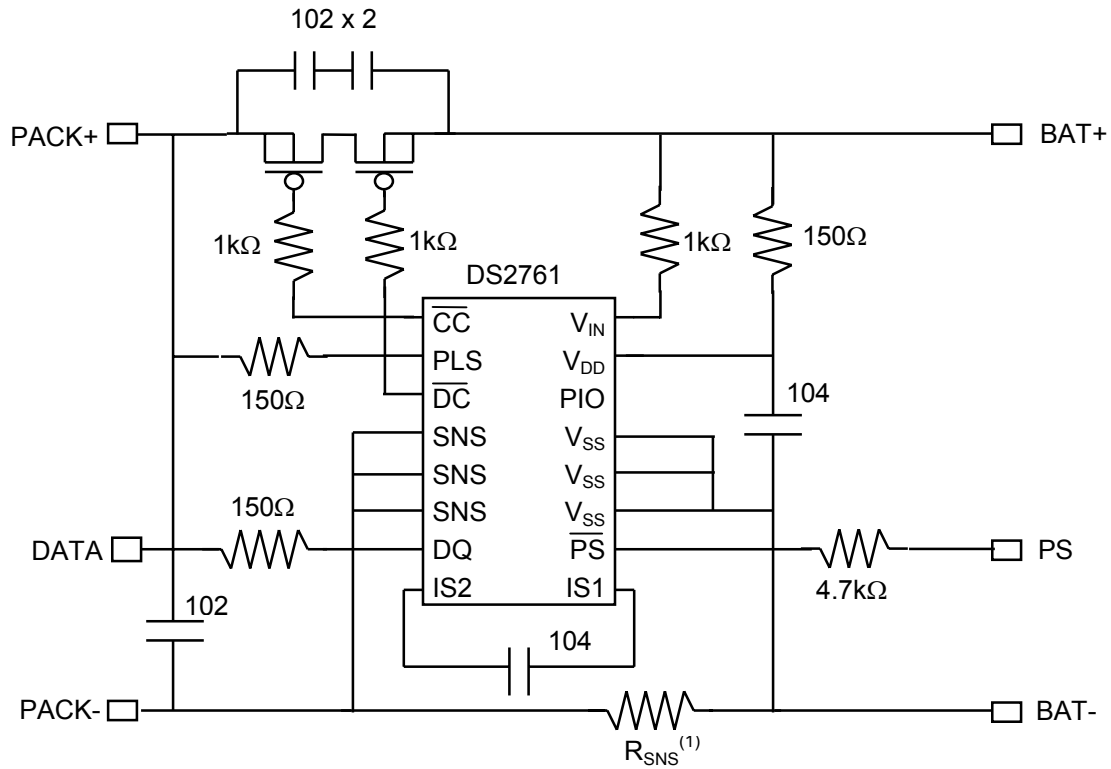 102 x 2
PACK+
BAT+
1kΩ
1kΩ
1kΩ
150Ω
DS2761
CC
VIN
PLS
VDD
150Ω
DC
PIO
104
SNS
VSS
SNS
VSS
150Ω
SNS
VSS
DATA
DQ
PS
PS
4.7kΩ
IS2
IS1
102
104
PACK-
BAT-
RSNS(1)